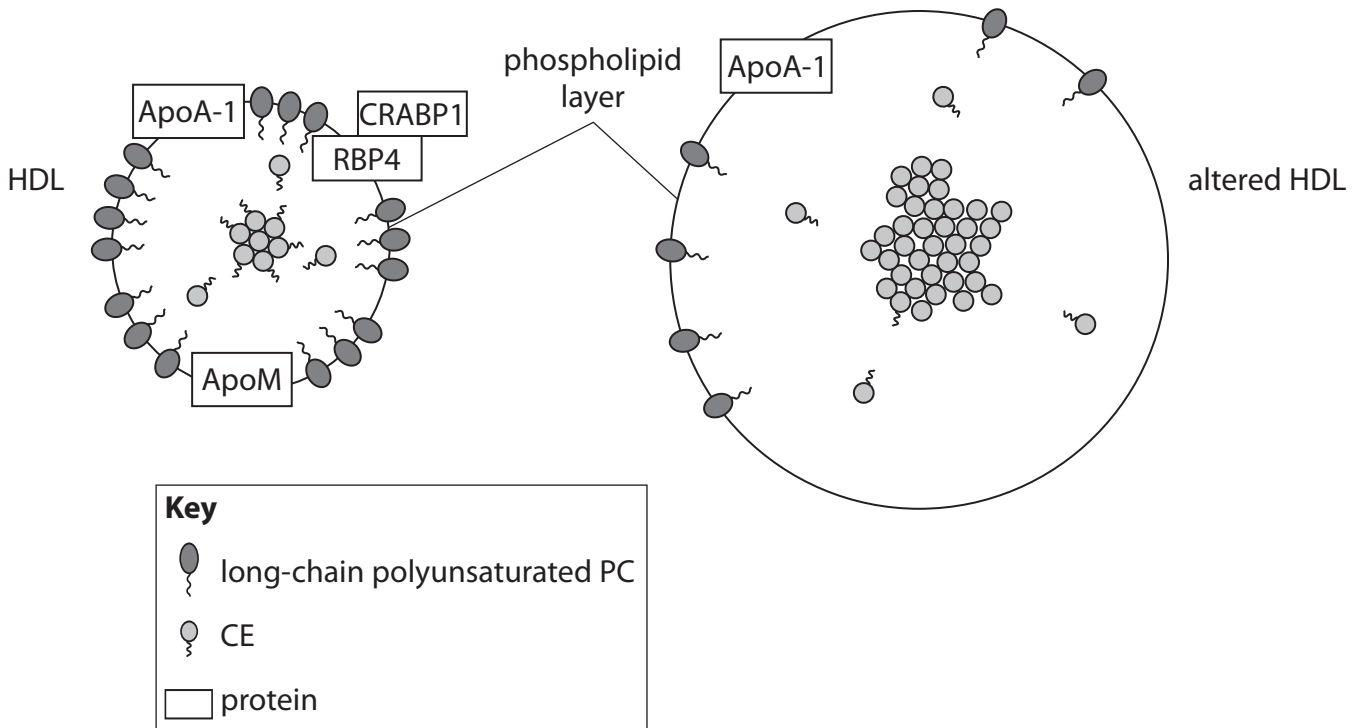 phospholipid
layer
ApoA-1
ApoA-1
CRABP1
RBP4
HDL
altered HDL
ApoM
Key
long-chain polyunsaturated PC
CE
protein